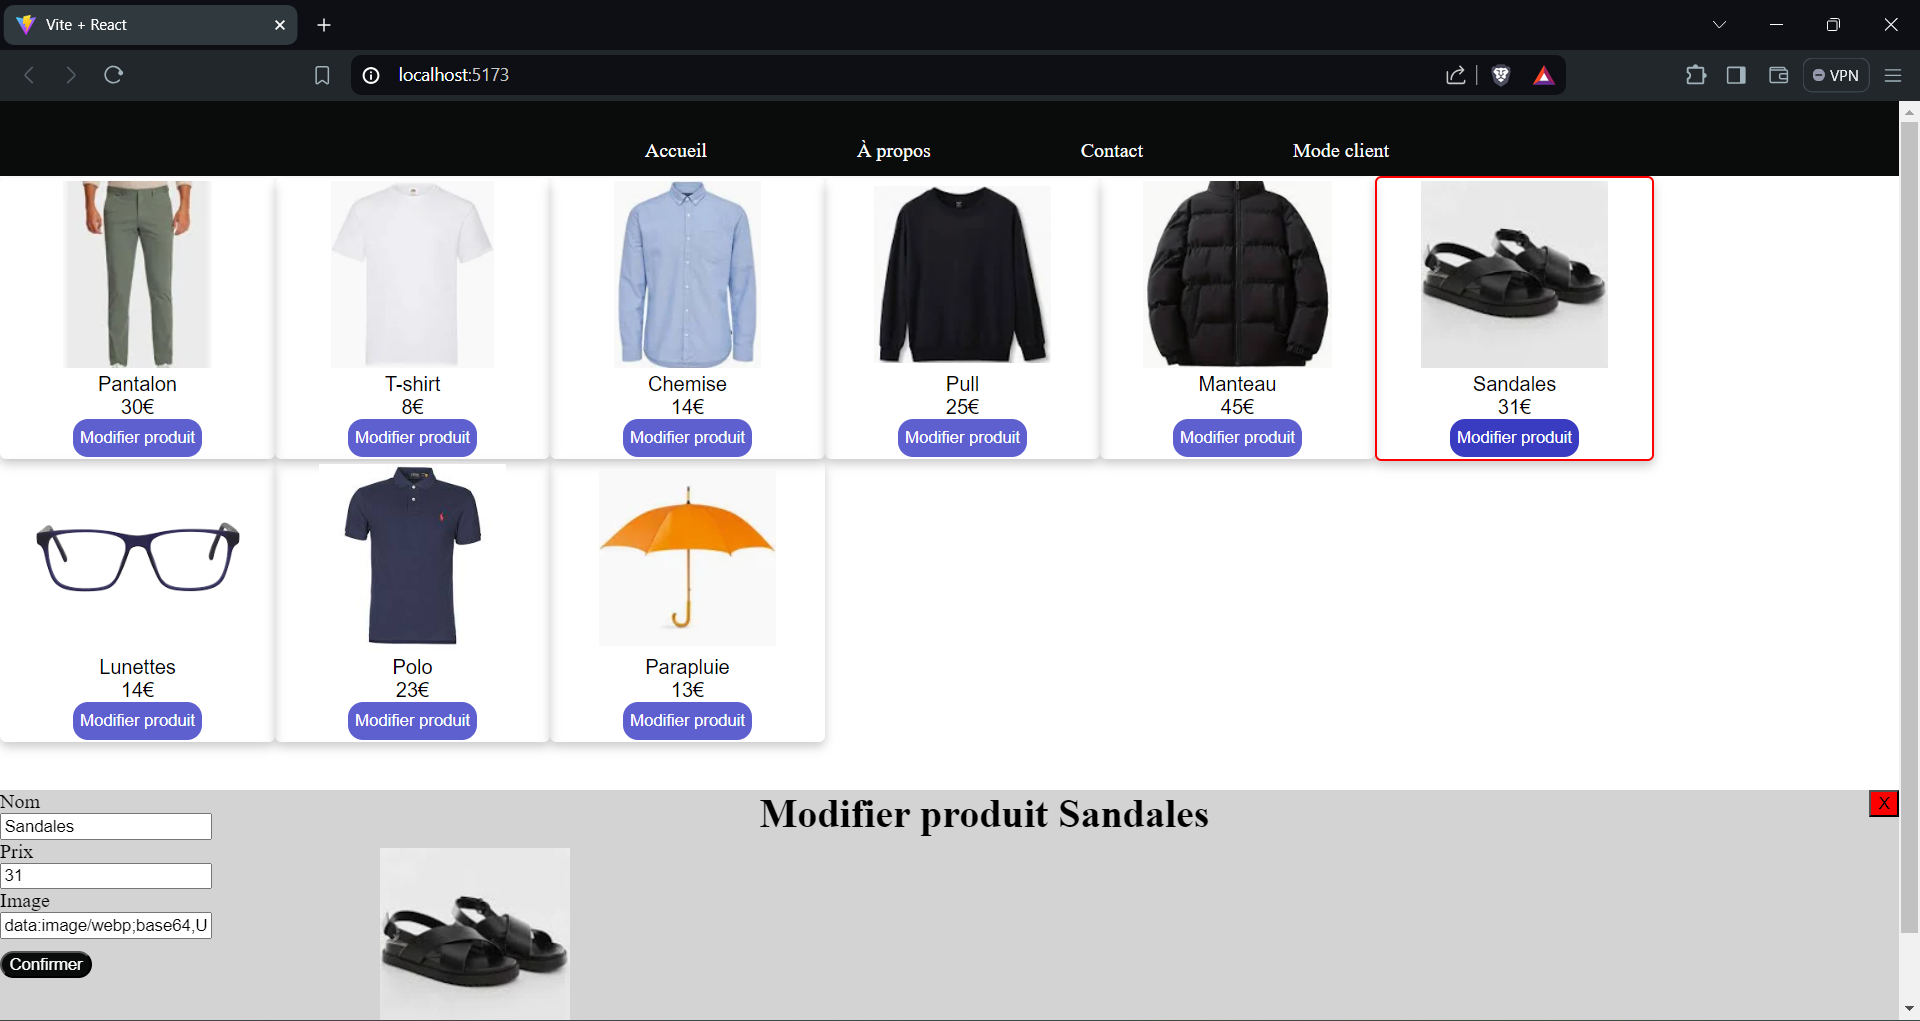 Vite + React
localhost:5173
VPN
Accueil
À propos
Contact
Mode client
Pantalon
30€
Modifier produit
T-shirt
8€
Modifier produit
Chemise
14€
Modifier produit
Pull
25€
Modifier produit
Manteau
45€
Modifier produit
Sandales
31€
Modifier produit
Lunettes
14€
Modifier produit
Polo
23€
Modifier produit
Parapluie
13€
Modifier produit
Modifier produit Sandales
X
Nom
Sandales
Prix
31
Image
data:image/webp;base64,U
Confirmer